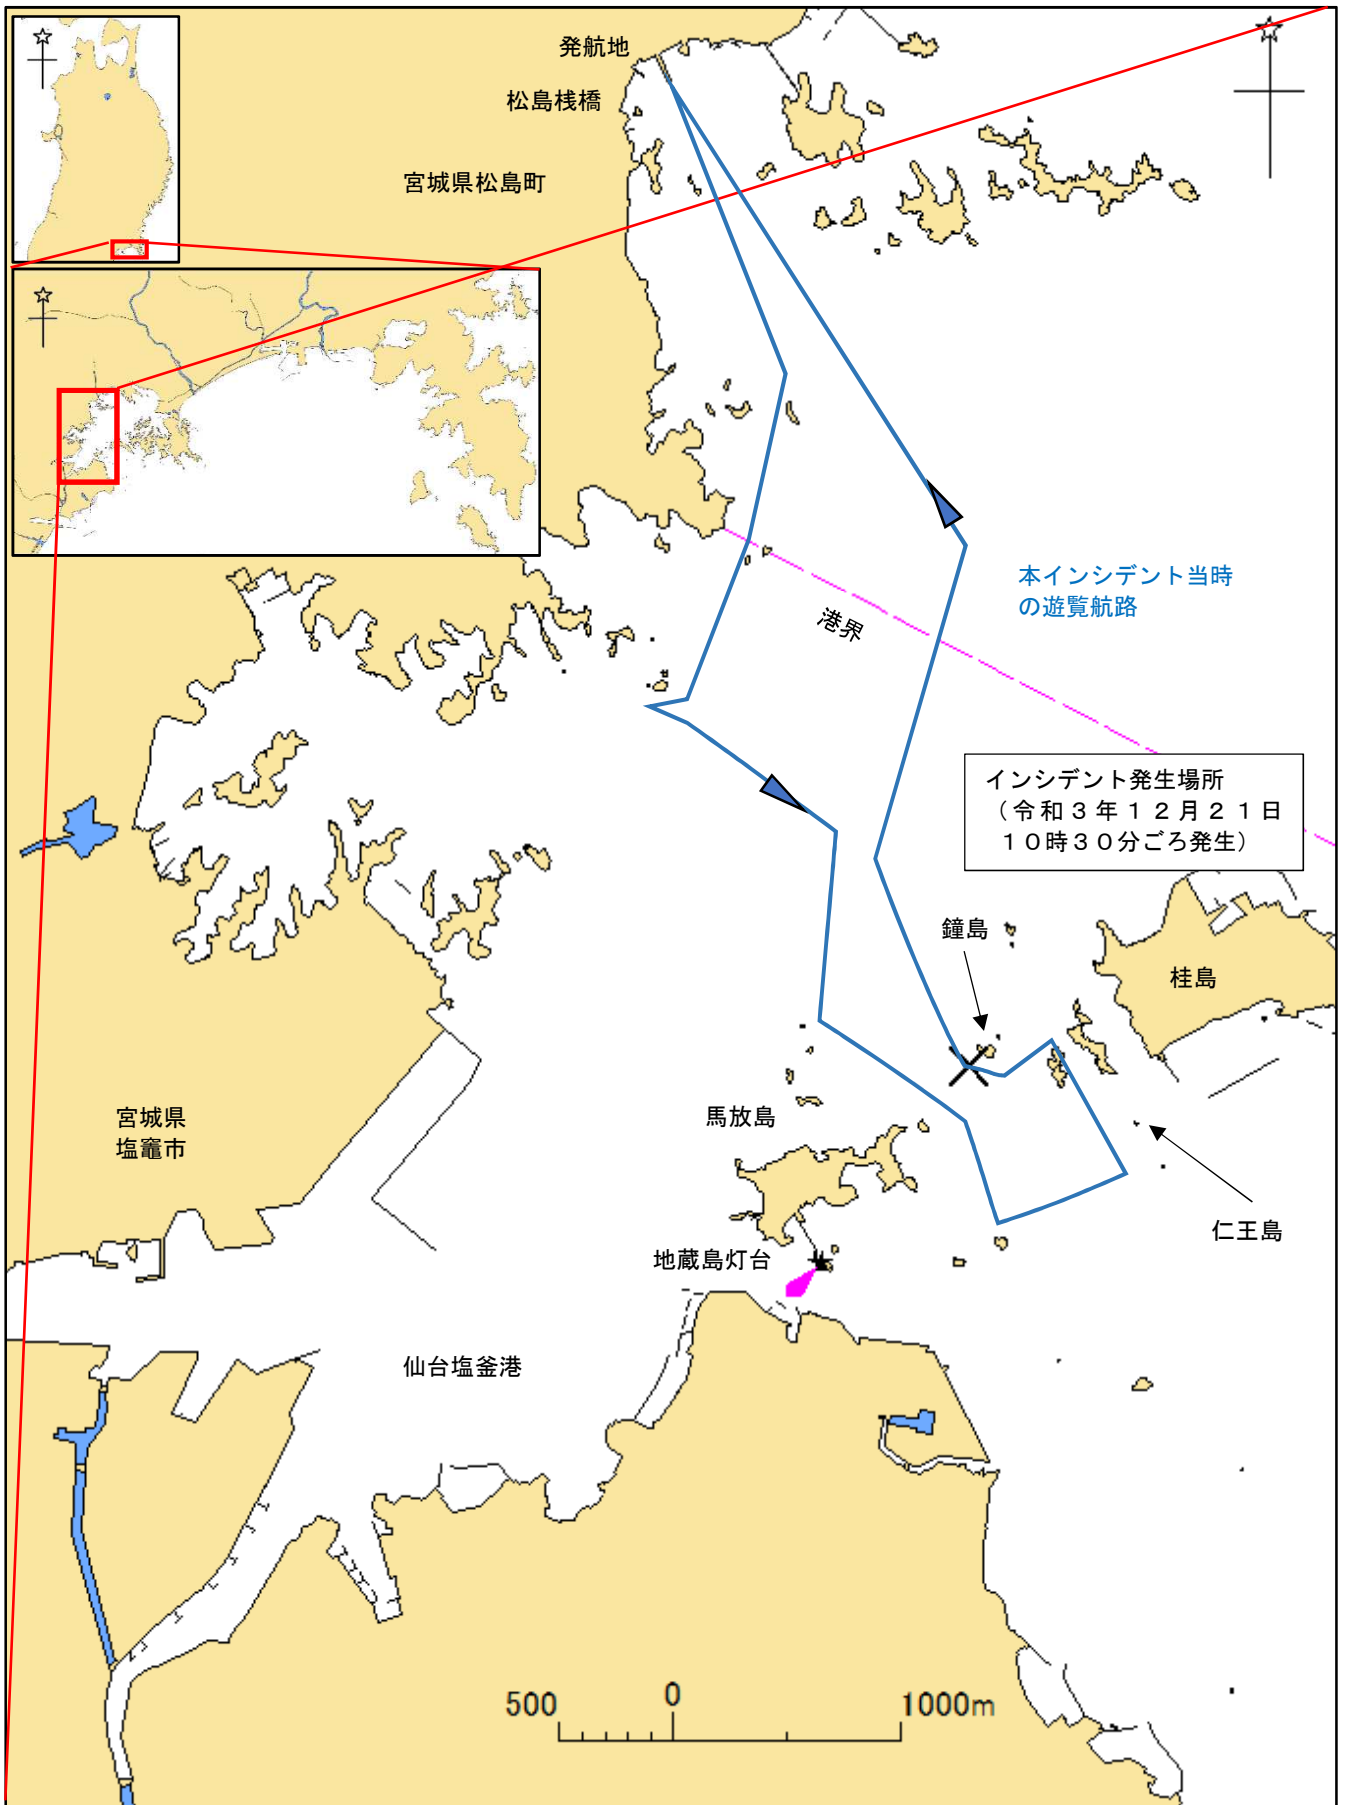 発航地
松島桟橋
宮城県松島町
本インシデント当時
の遊覧航路
港界
インシデント発生場所
（令和３年１２月２１日
１０時３０分ごろ発生）
鐘島
桂島
宮城県
塩竈市
馬放島
仁王島
地蔵島灯台
仙台塩釜港
500 0 1000m